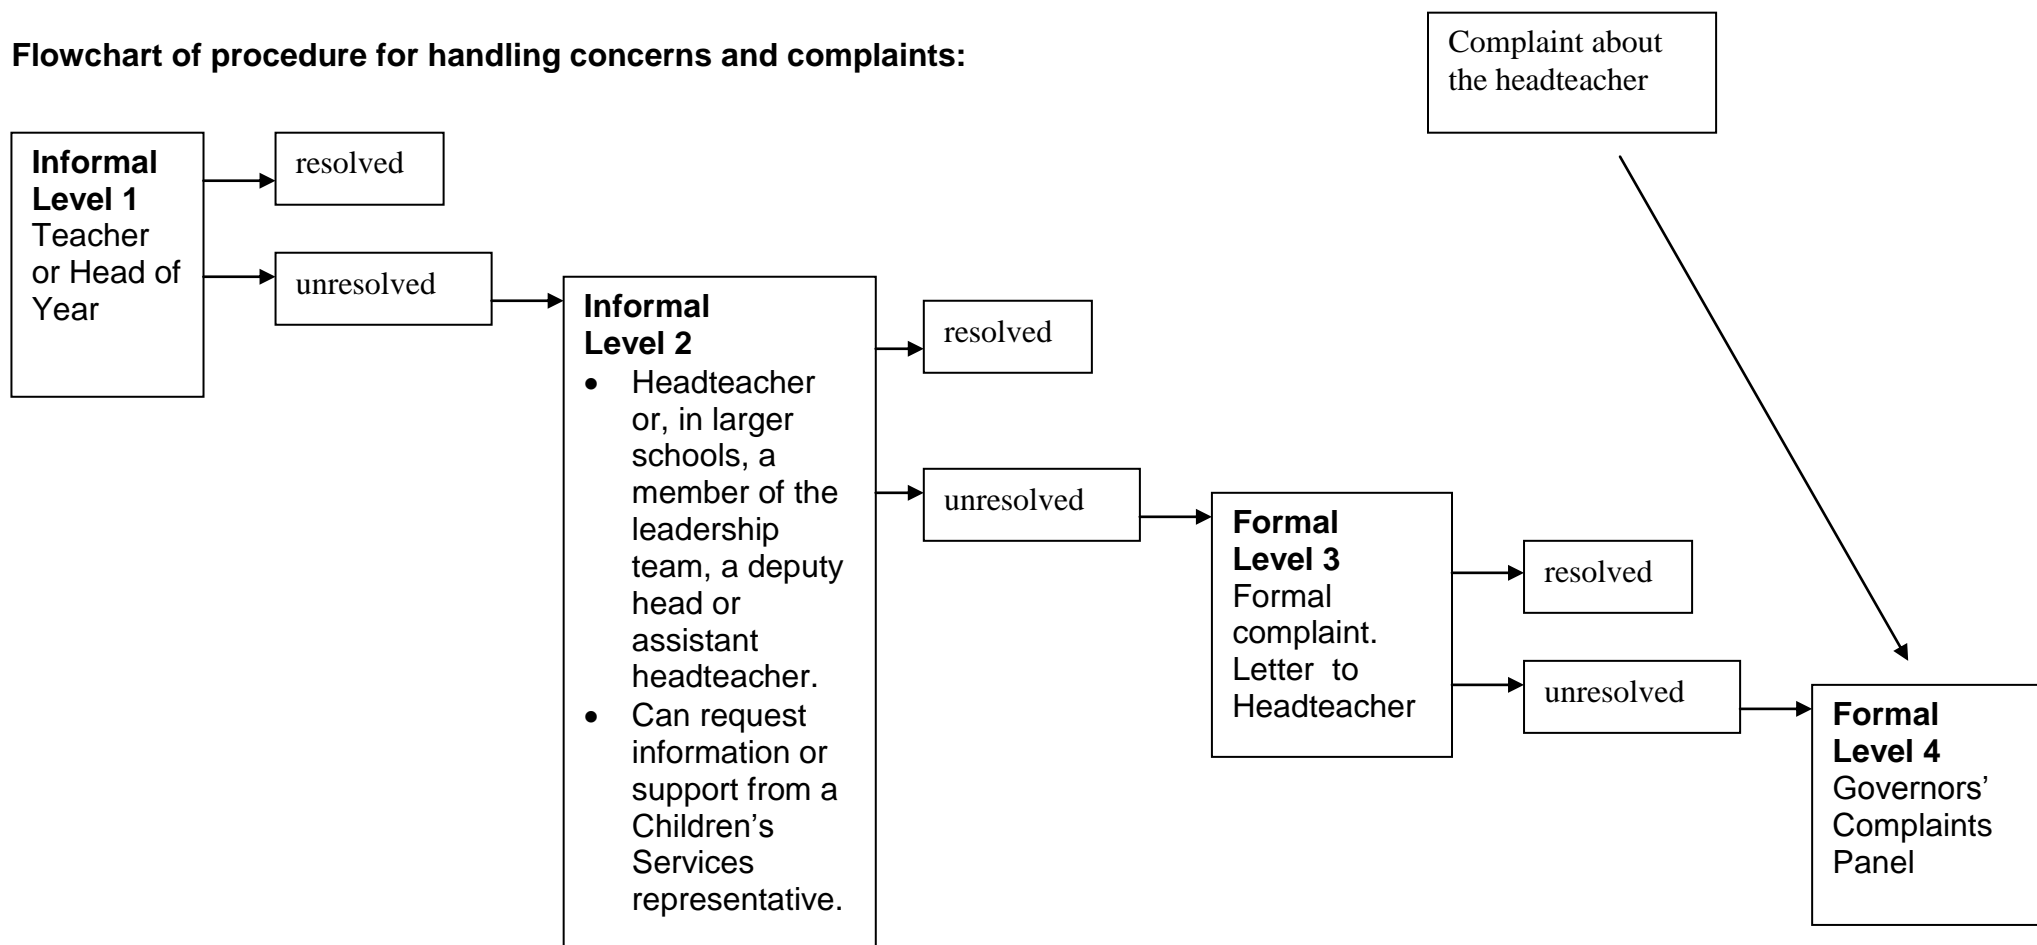 Flowchart of procedure for handling concerns and complaints:
Complaint about
the headteacher
Informal
Level 1
Teacher
or Head of
Year
resolved
unresolved
Informal
Level 2
• Headteacher
or, in larger
schools, a
member of the
leadership
team, a deputy
head or
assistant
headteacher.
• Can request
information or
support from a
Children’s
Services
representative.
resolved
unresolved
Formal
Level 3
Formal
complaint.
Letter to
Headteacher
resolved
unresolved
Formal
Level 4
Governors’
Complaints
Panel